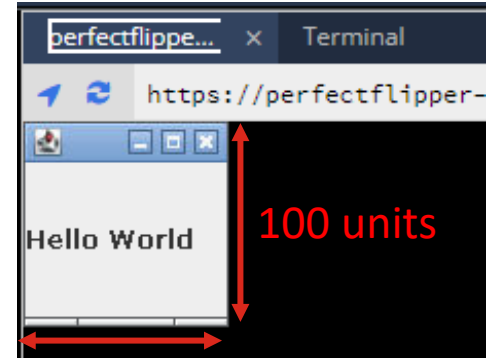 perfectflippe... × Terminal
https://perfectflipper-
Hello World
100 units